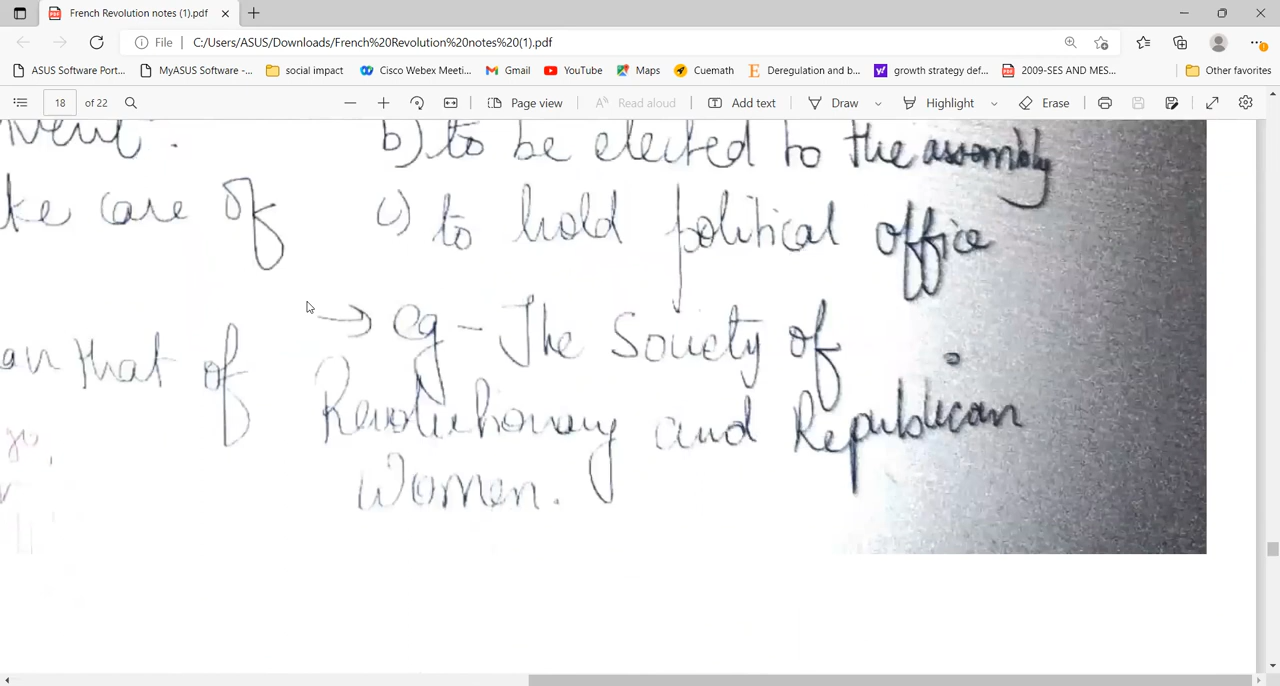 French Revolution notes (1).pdf
File C:/Users/ASUS/Downloads/French%20Revolution%20notes%20(1).pdf
ASUS Software Port... MyASUS Software -... social impact Cisco Webex Meeti... Gmail YouTube Maps Cuemath Deregulation and b... growth strategy def... 2009-SES AND MES... Other favorites
18 of 22 Page view Read aloud Add text Draw Highlight Erase
b) to be elected to the assembly
ke care of c) to hold political office
→ eg - The Society of
an that of Revolutionary and Republican
Women.